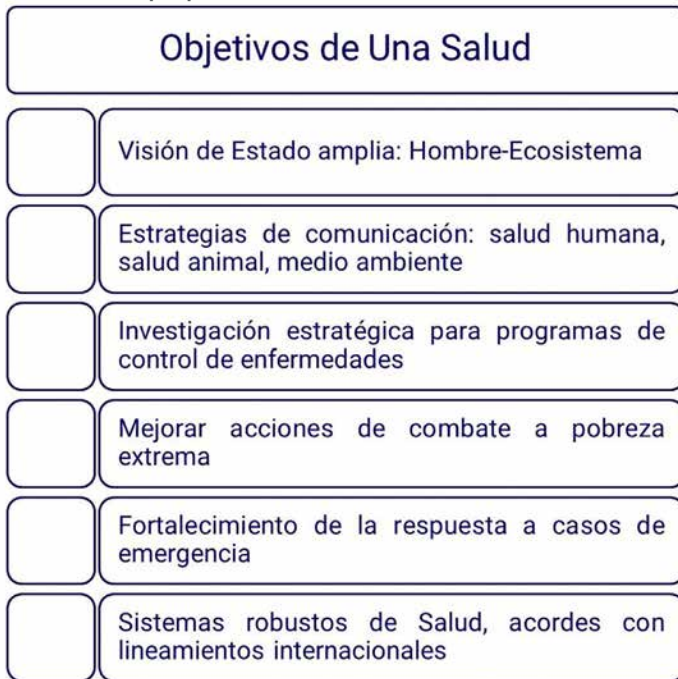 Objetivos de Una Salud
Visión de Estado amplia: Hombre-Ecosistema
Estrategias de comunicación: salud humana,
salud animal, medio ambiente
Investigación estratégica para programas de
control de enfermedades
Mejorar acciones de combate a pobreza
extrema
Fortalecimiento de la respuesta a casos de
emergencia
Sistemas robustos de Salud, acordes con
lineamientos internacionales